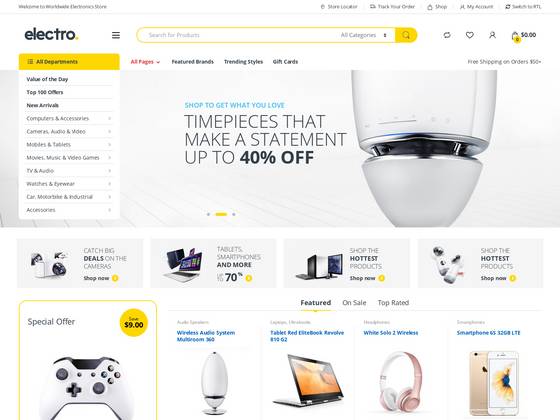 Welcome to Worldwide Electronics Store
Store Locator
Track Your Order
Shop
My Account
Switch to RTL
electro.
Search for Products
All Categories
0
$0.00
All Departments
All Pages
Featured Brands
Trending Styles
Gift Cards
Free Shipping on Orders $50+
Value of the Day
Top 100 Offers
New Arrivals
Computers & Accessories
Cameras, Audio & Video
Mobiles & Tablets
Movies, Music & Video Games
TV & Audio
Watches & Eyewear
Car, Motorbike & Industrial
Accessories
SHOP TO GET WHAT YOU LOVE
TIMEPIECES THAT
MAKE A STATEMENT
UP TO 40% OFF
CATCH BIG
DEALS ON THE
CAMERAS
Shop now
TABLETS,
SMARTPHONES
AND MORE
UP TO 70%
SHOP THE
HOTTEST
PRODUCTS
Shop now
SHOP THE
HOTTEST
PRODUCTS
Shop now
Special Offer
Save
$9.00
Featured
On Sale
Top Rated
Audio Speakers
Wireless Audio System
Multiroom 360
Laptops, Ultrabooks
Tablet Red EliteBook Revolve
810 G2
Headphones
White Solo 2 Wireless
Smartphones
Smartphone 6S 32GB LTE